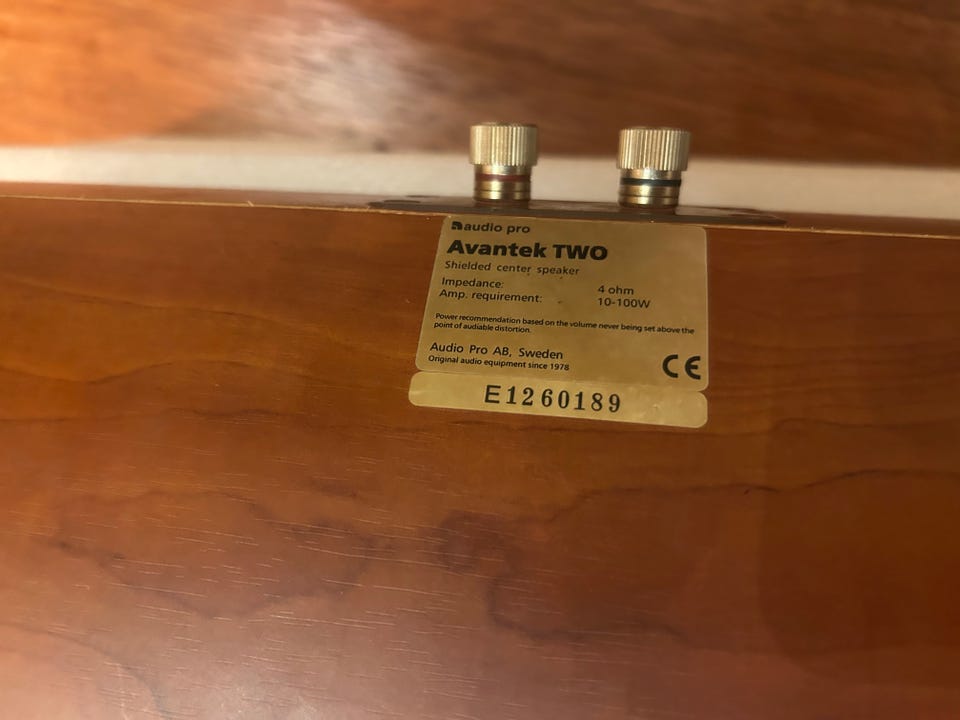 audio pro
Avantek TWO
Shielded center speaker
Impedance: 4 ohm
Amp. requirement: 10-100W
Power recommendation based on the volume never being set above the
point of audiable distortion.
Audio Pro AB, Sweden
Original audio equipment since 1978
CE
E1260189